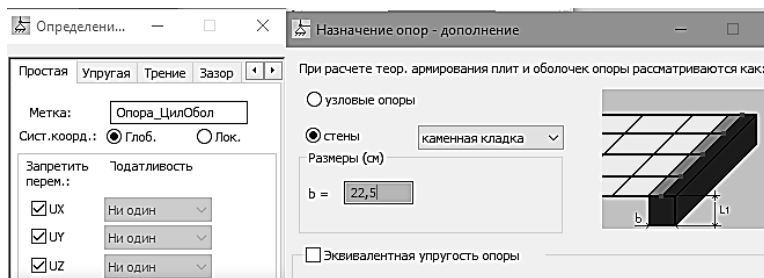 Определени...
Простая Упругая Трение Зазор
Метка: Опора_ЦилОбол
Сист.коорд.: Глоб. Лок.
Запретить перем.: Податливость
UX Ни один
UY Ни один
UZ Ни один
Назначение опор - дополнение
При расчете теор. армирования плит и оболочек опоры рассматриваются как:
узловые опоры
стены каменная кладка
Размеры (см)
b = 22,5
b L1
Эквивалентная упругость опоры